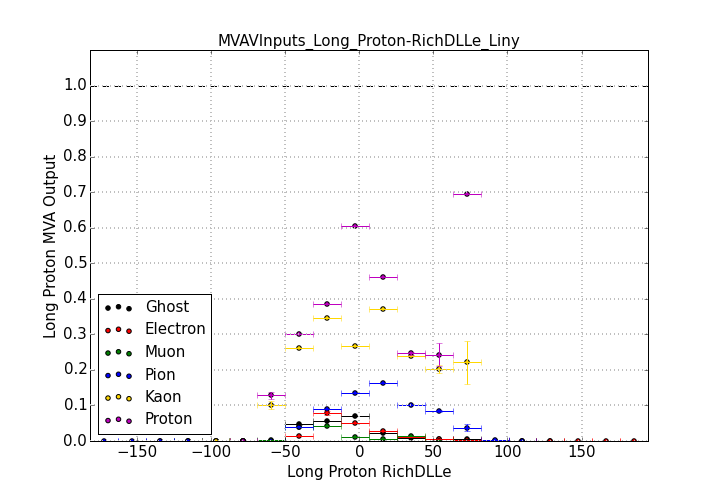 MVAVInputs_Long_Proton-RichDLLe_Liny
1.0
0.9
0.8
0.7
0.6
0.5
0.4
0.3
0.2
0.1
0.0
Long Proton MVA Output
Ghost
Electron
Muon
Pion
Kaon
Proton
−150 −100 −50 0 50 100 150
Long Proton RichDLLe